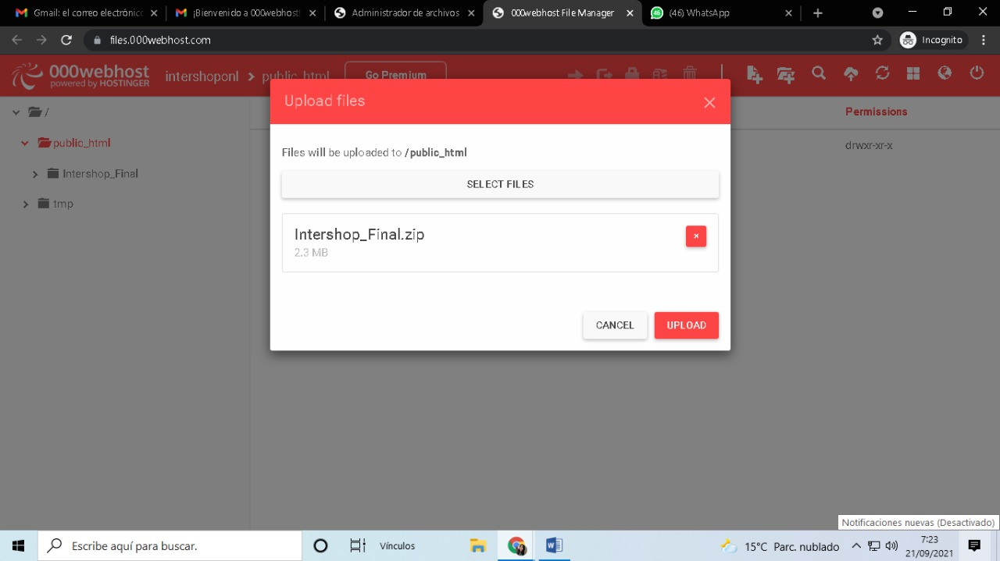 Gmail: el correo electrónico
¡Bienvenido a 000webhost!
Administrador de archivos
000webhost File Manager
(46) WhatsApp
files.000webhost.com
Incognito
000webhost
powered by HOSTINGER
intershoponl > public_html
Go Premium
Upload files
/
Permissions
public_html
drwxr-xr-x
Files will be uploaded to /public_html
Intershop_Final
SELECT FILES
tmp
Intershop_Final.zip
2.3 MB
CANCEL
UPLOAD
Notificaciones nuevas (Desactivado)
Escribe aquí para buscar.
Vínculos
15°C Parc. nublado
7:23
21/09/2021